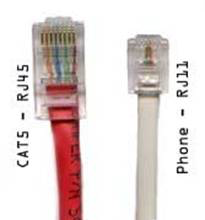 CAT5 - RJ45
Phone - RJ11